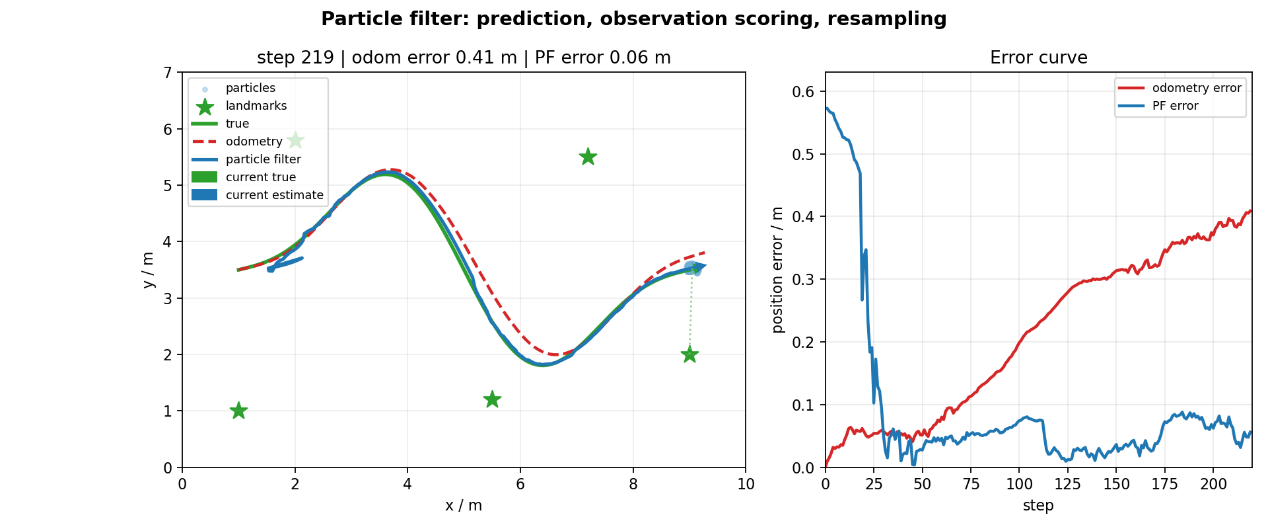 Particle filter: prediction, observation scoring, resampling
step 219 | odom error 0.41 m | PF error 0.06 m
7
6
5
4
3
2
1
0
y / m
particles
landmarks
true
odometry
particle filter
current true
current estimate
0 2 4 6 8 10
x / m
Error curve
0.6
0.5
0.4
0.3
0.2
0.1
0.0
position error / m
odometry error
PF error
0 25 50 75 100 125 150 175 200
step